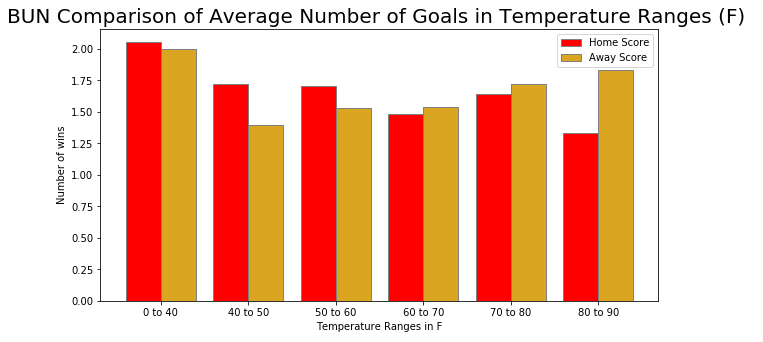 BUN Comparison of Average Number of Goals in Temperature Ranges (F)
Home Score
Away Score
Number of wins
2.00
1.75
1.50
1.25
1.00
0.75
0.50
0.25
0.00
0 to 40 40 to 50 50 to 60 60 to 70 70 to 80 80 to 90
Temperature Ranges in F